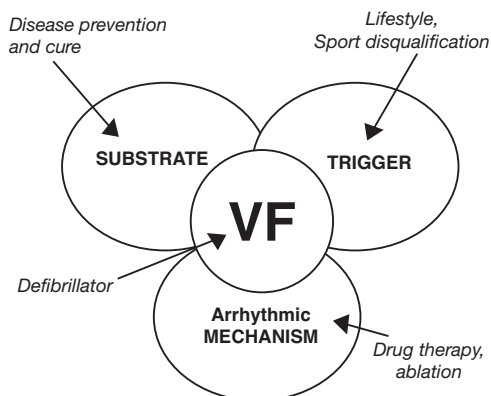 Disease prevention
and cure
Lifestyle,
Sport disqualification
SUBSTRATE
TRIGGER
VF
Defibrillator
Arrhythmic
MECHANISM
Drug therapy,
ablation